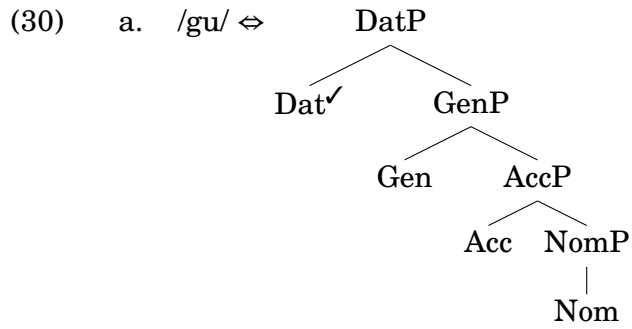 (30) a. /gu/ ⇔ DatP
Dat✓ GenP
Gen AccP
Acc NomP
Nom